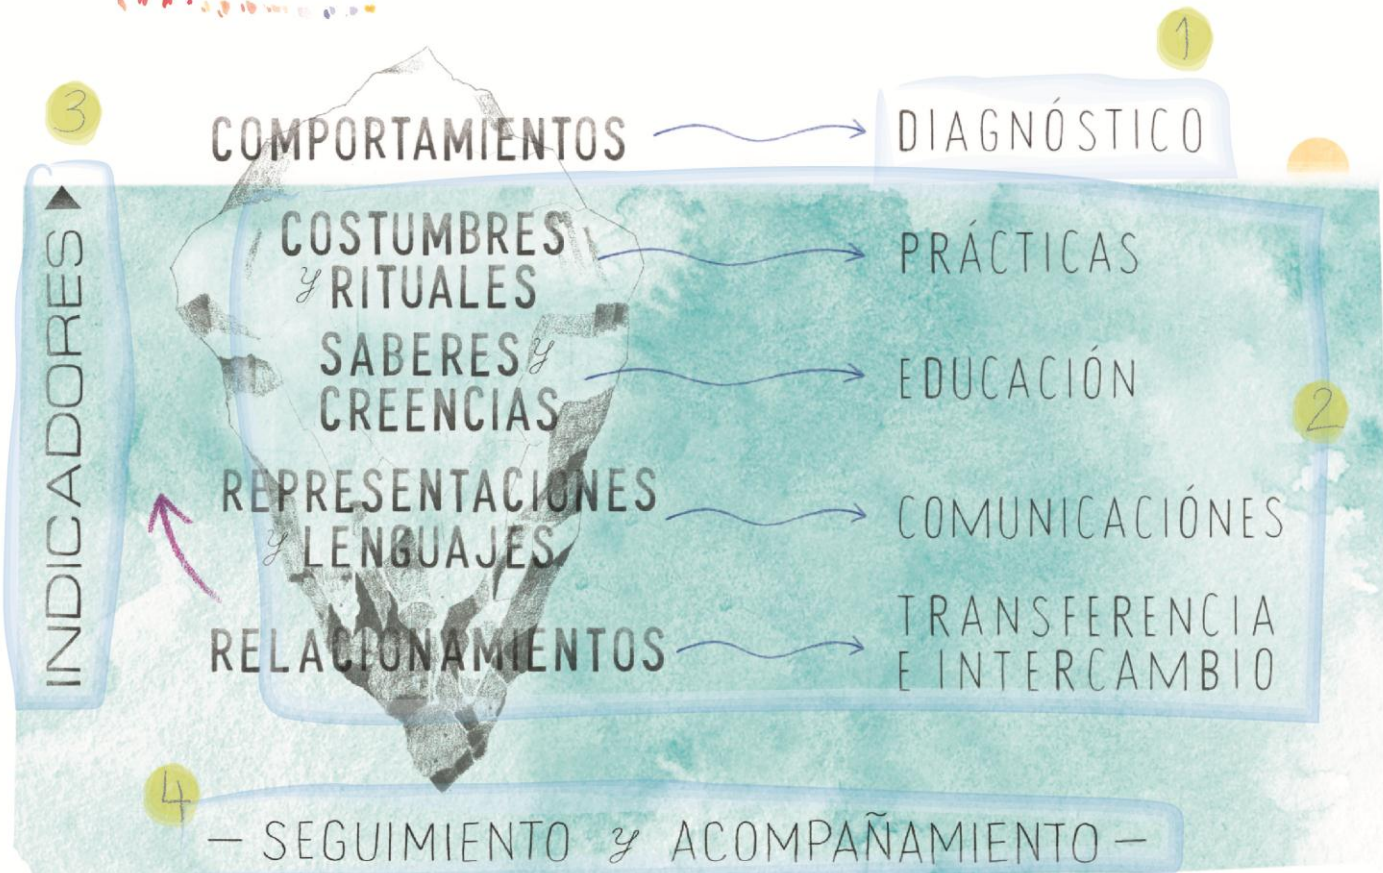 1
3
COMPORTAMIENTOS
DIAGNÓSTICO
INDICADORES
COSTUMBRES
y RITUALES
PRÁCTICAS
SABERES y
CREENCIAS
EDUCACIÓN
2
REPRESENTACIONES
y LENGUAJES
COMUNICACIÓNES
RELACIONAMIENTOS
TRANSFERENCIA
E INTERCAMBIO
4
— SEGUIMIENTO y ACOMPAÑAMIENTO —